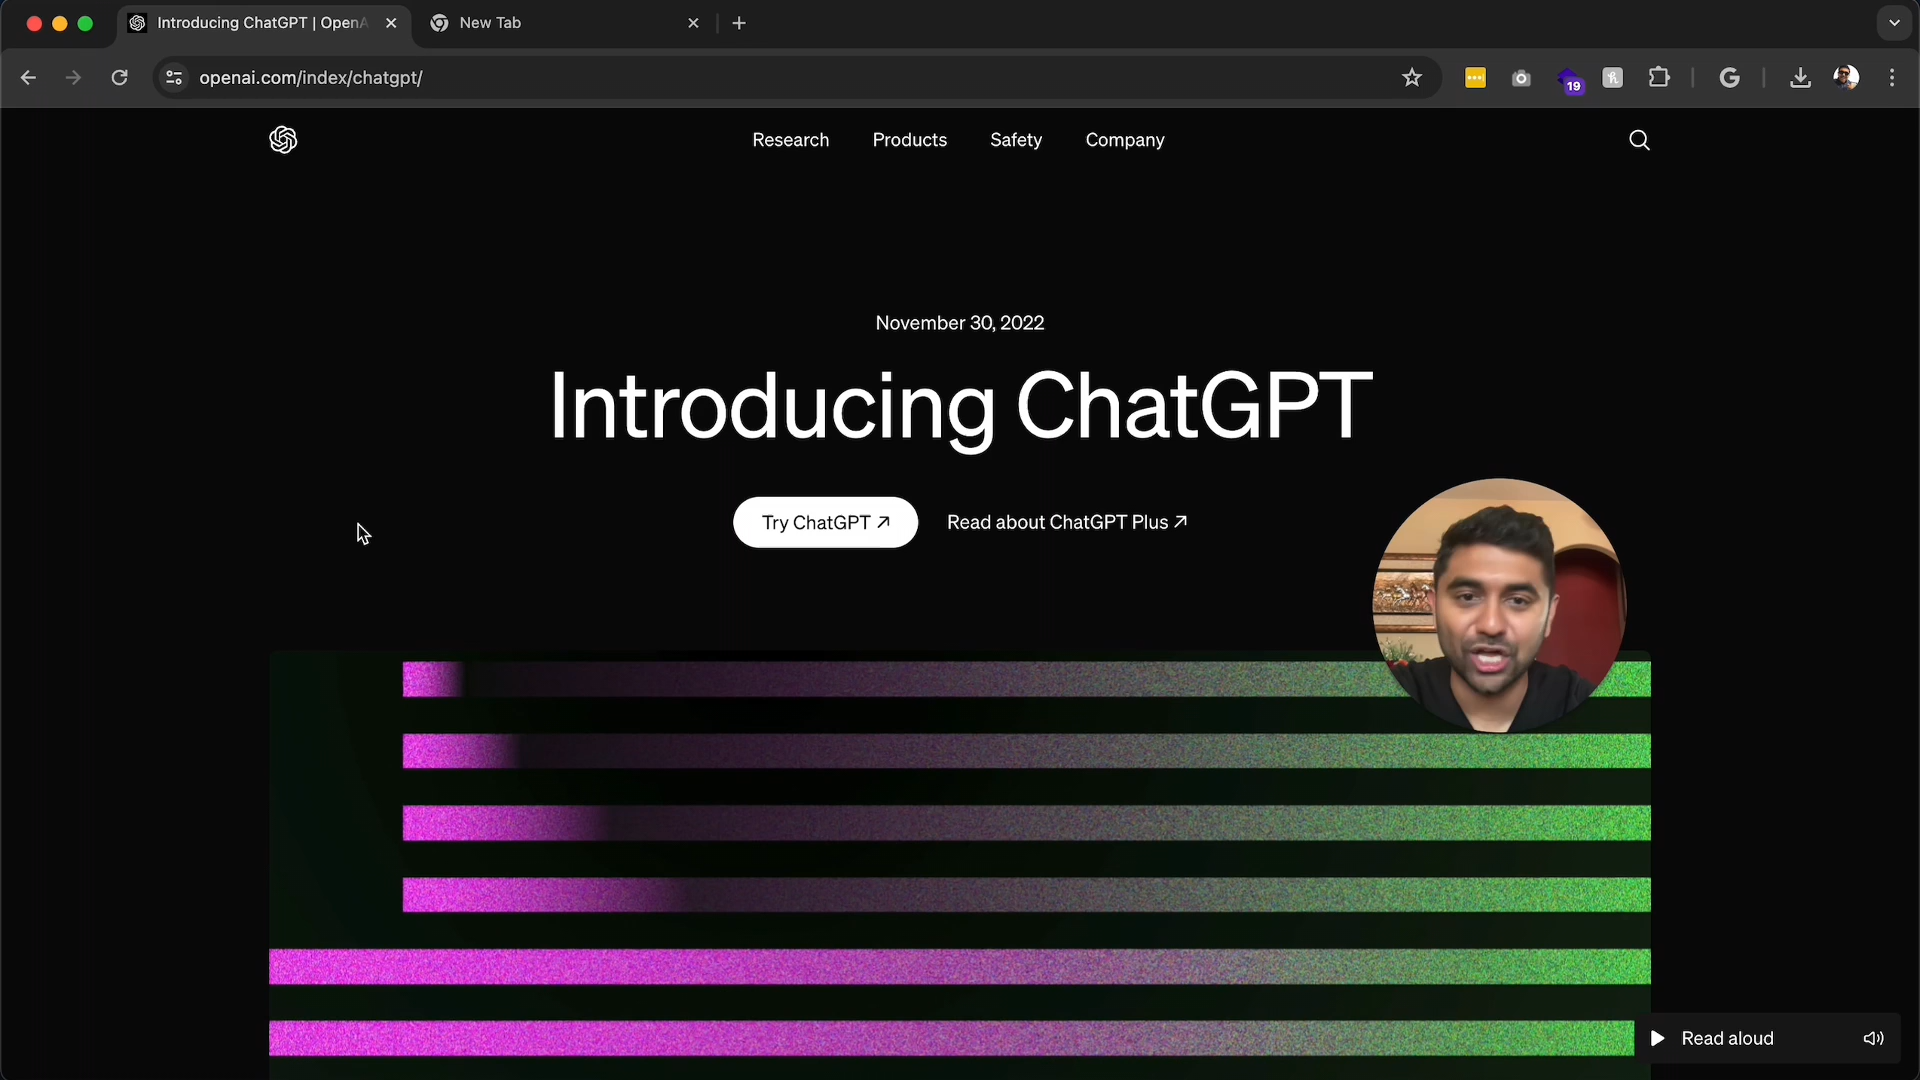 Introducing ChatGPT | OpenA
New Tab
openai.com/index/chatgpt/
19
Research
Products
Safety
Company
November 30, 2022
Introducing ChatGPT
Try ChatGPT ↗
Read about ChatGPT Plus ↗
Read aloud